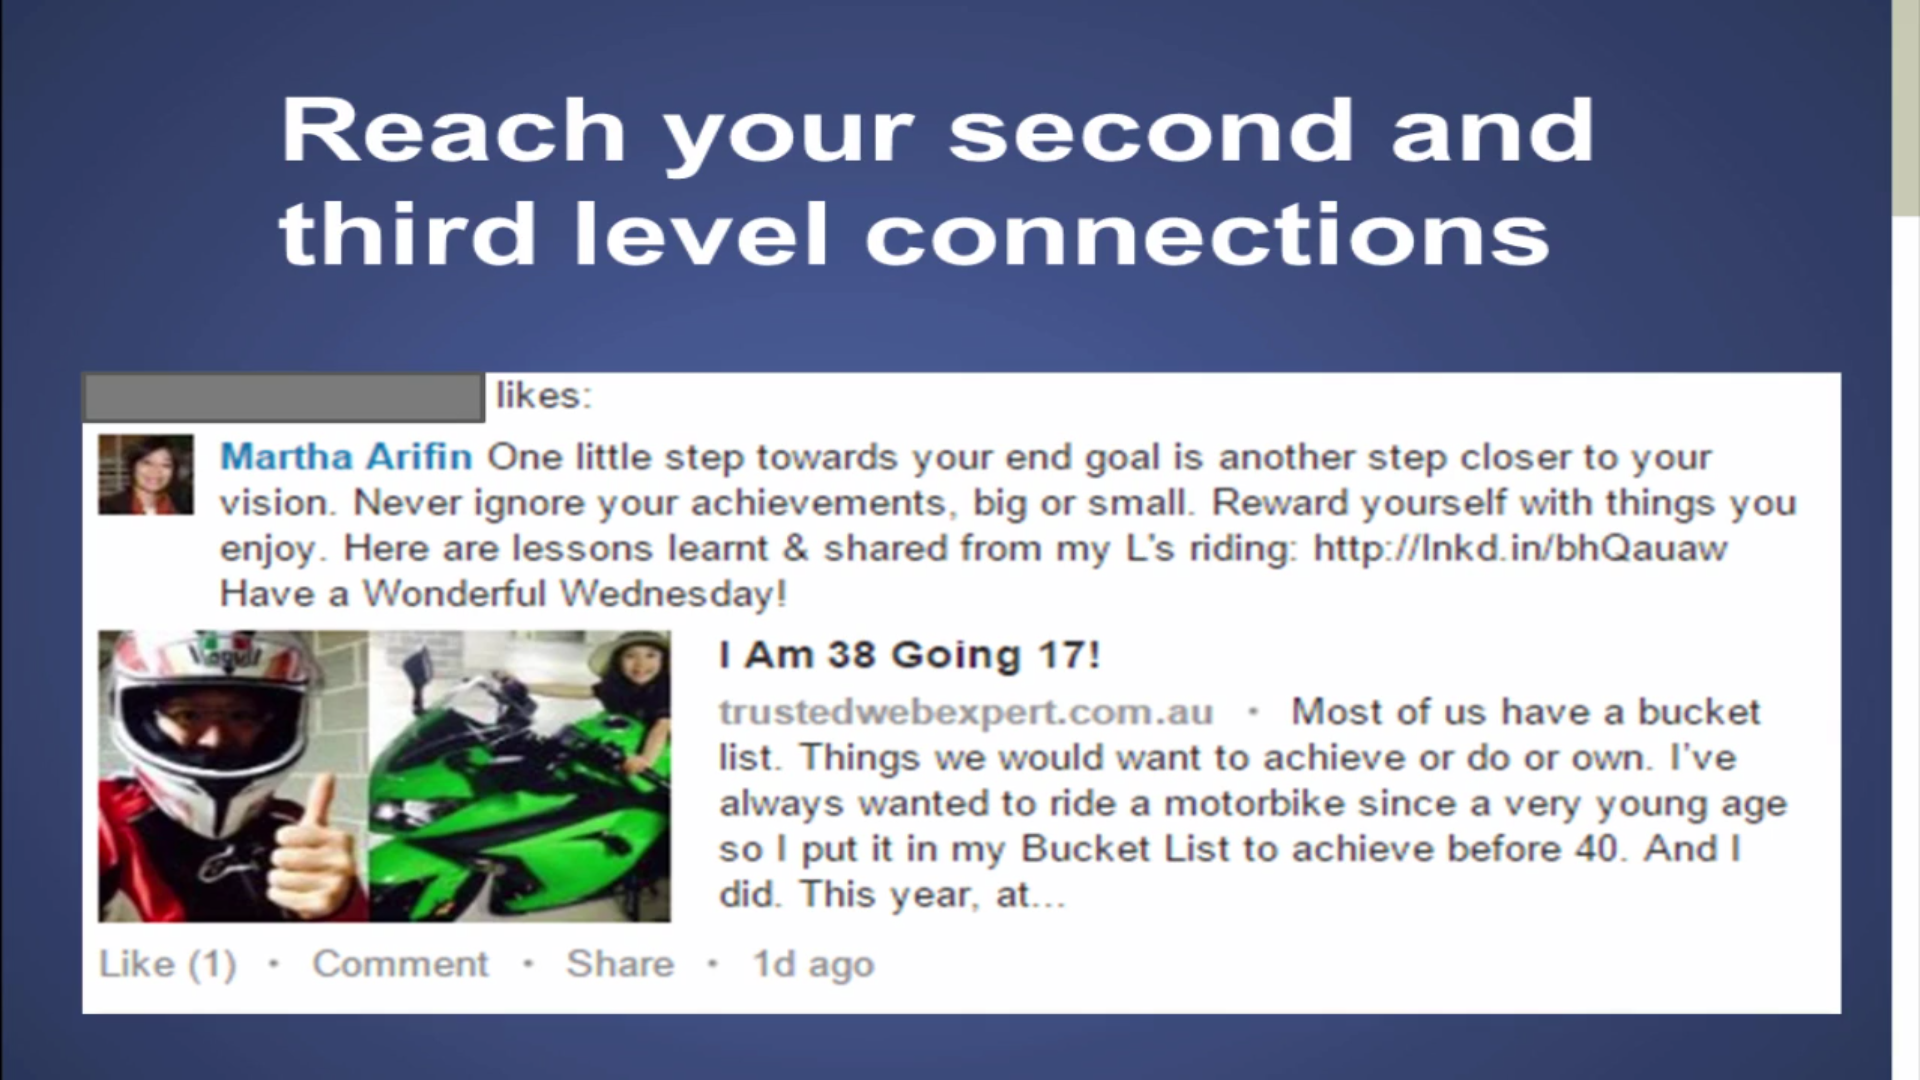 Reach your second and
third level connections
likes:
Martha Arifin One little step towards your end goal is another step closer to your
vision. Never ignore your achievements, big or small. Reward yourself with things you
enjoy. Here are lessons learnt & shared from my L's riding: http://lnkd.in/bhQauaw
Have a Wonderful Wednesday!
I Am 38 Going 17!
trustedwebexpert.com.au • Most of us have a bucket
list. Things we would want to achieve or do or own. I've
always wanted to ride a motorbike since a very young age
so I put it in my Bucket List to achieve before 40. And I
did. This year, at...
Like (1) • Comment • Share • 1d ago